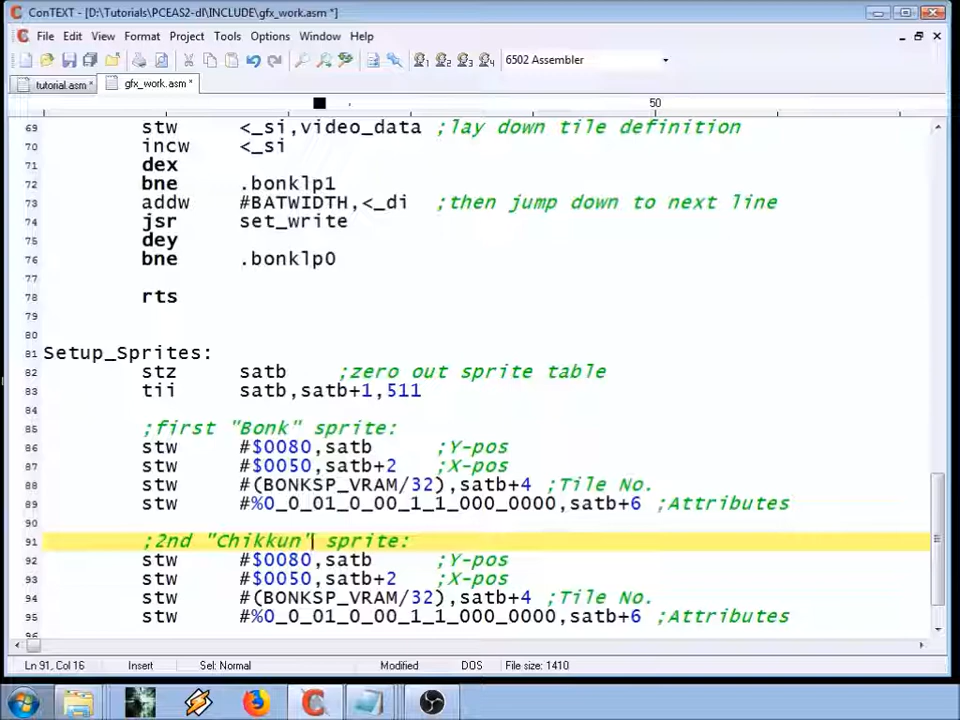 ConTEXT - [D:\Tutorials\PCEAS2-dl\INCLUDE\gfx_work.asm *]
File Edit View Format Project Tools Options Window Help
6502 Assembler
tutorial.asm * gfx_work.asm *
50
69 stw <_si,video_data ;lay down tile definition
70 incw <_si
71 dex
72 bne .bonklp1
73 addw #BATWIDTH,<_di ;then jump down to next line
74 jsr set_write
75 dey
76 bne .bonklp0
77
78 rts
79
80
81 Setup_Sprites:
82 stz satb ;zero out sprite table
83 tii satb,satb+1,511
84
85 ;first "Bonk" sprite:
86 stw #$0080,satb ;Y-pos
87 stw #$0050,satb+2 ;X-pos
88 stw #(BONKSP_VRAM/32),satb+4 ;Tile No.
89 stw #%0_0_01_0_00_1_1_000_0000,satb+6 ;Attributes
90
91 ;2nd "Chikkun" sprite:
92 stw #$0080,satb ;Y-pos
93 stw #$0050,satb+2 ;X-pos
94 stw #(BONKSP_VRAM/32),satb+4 ;Tile No.
95 stw #%0_0_01_0_00_1_1_000_0000,satb+6 ;Attributes
96
Ln 91, Col 16 Insert Sel: Normal Modified DOS File size: 1410